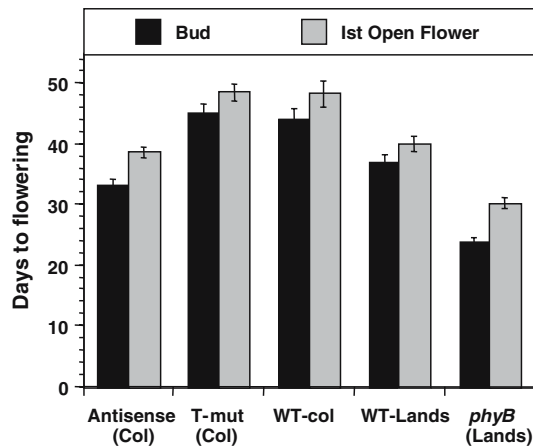 Bud
Ist Open Flower
Days to flowering
50
40
30
20
10
0
Antisense
(Col)
T-mut
(Col)
WT-col
WT-Lands
phyB
(Lands)